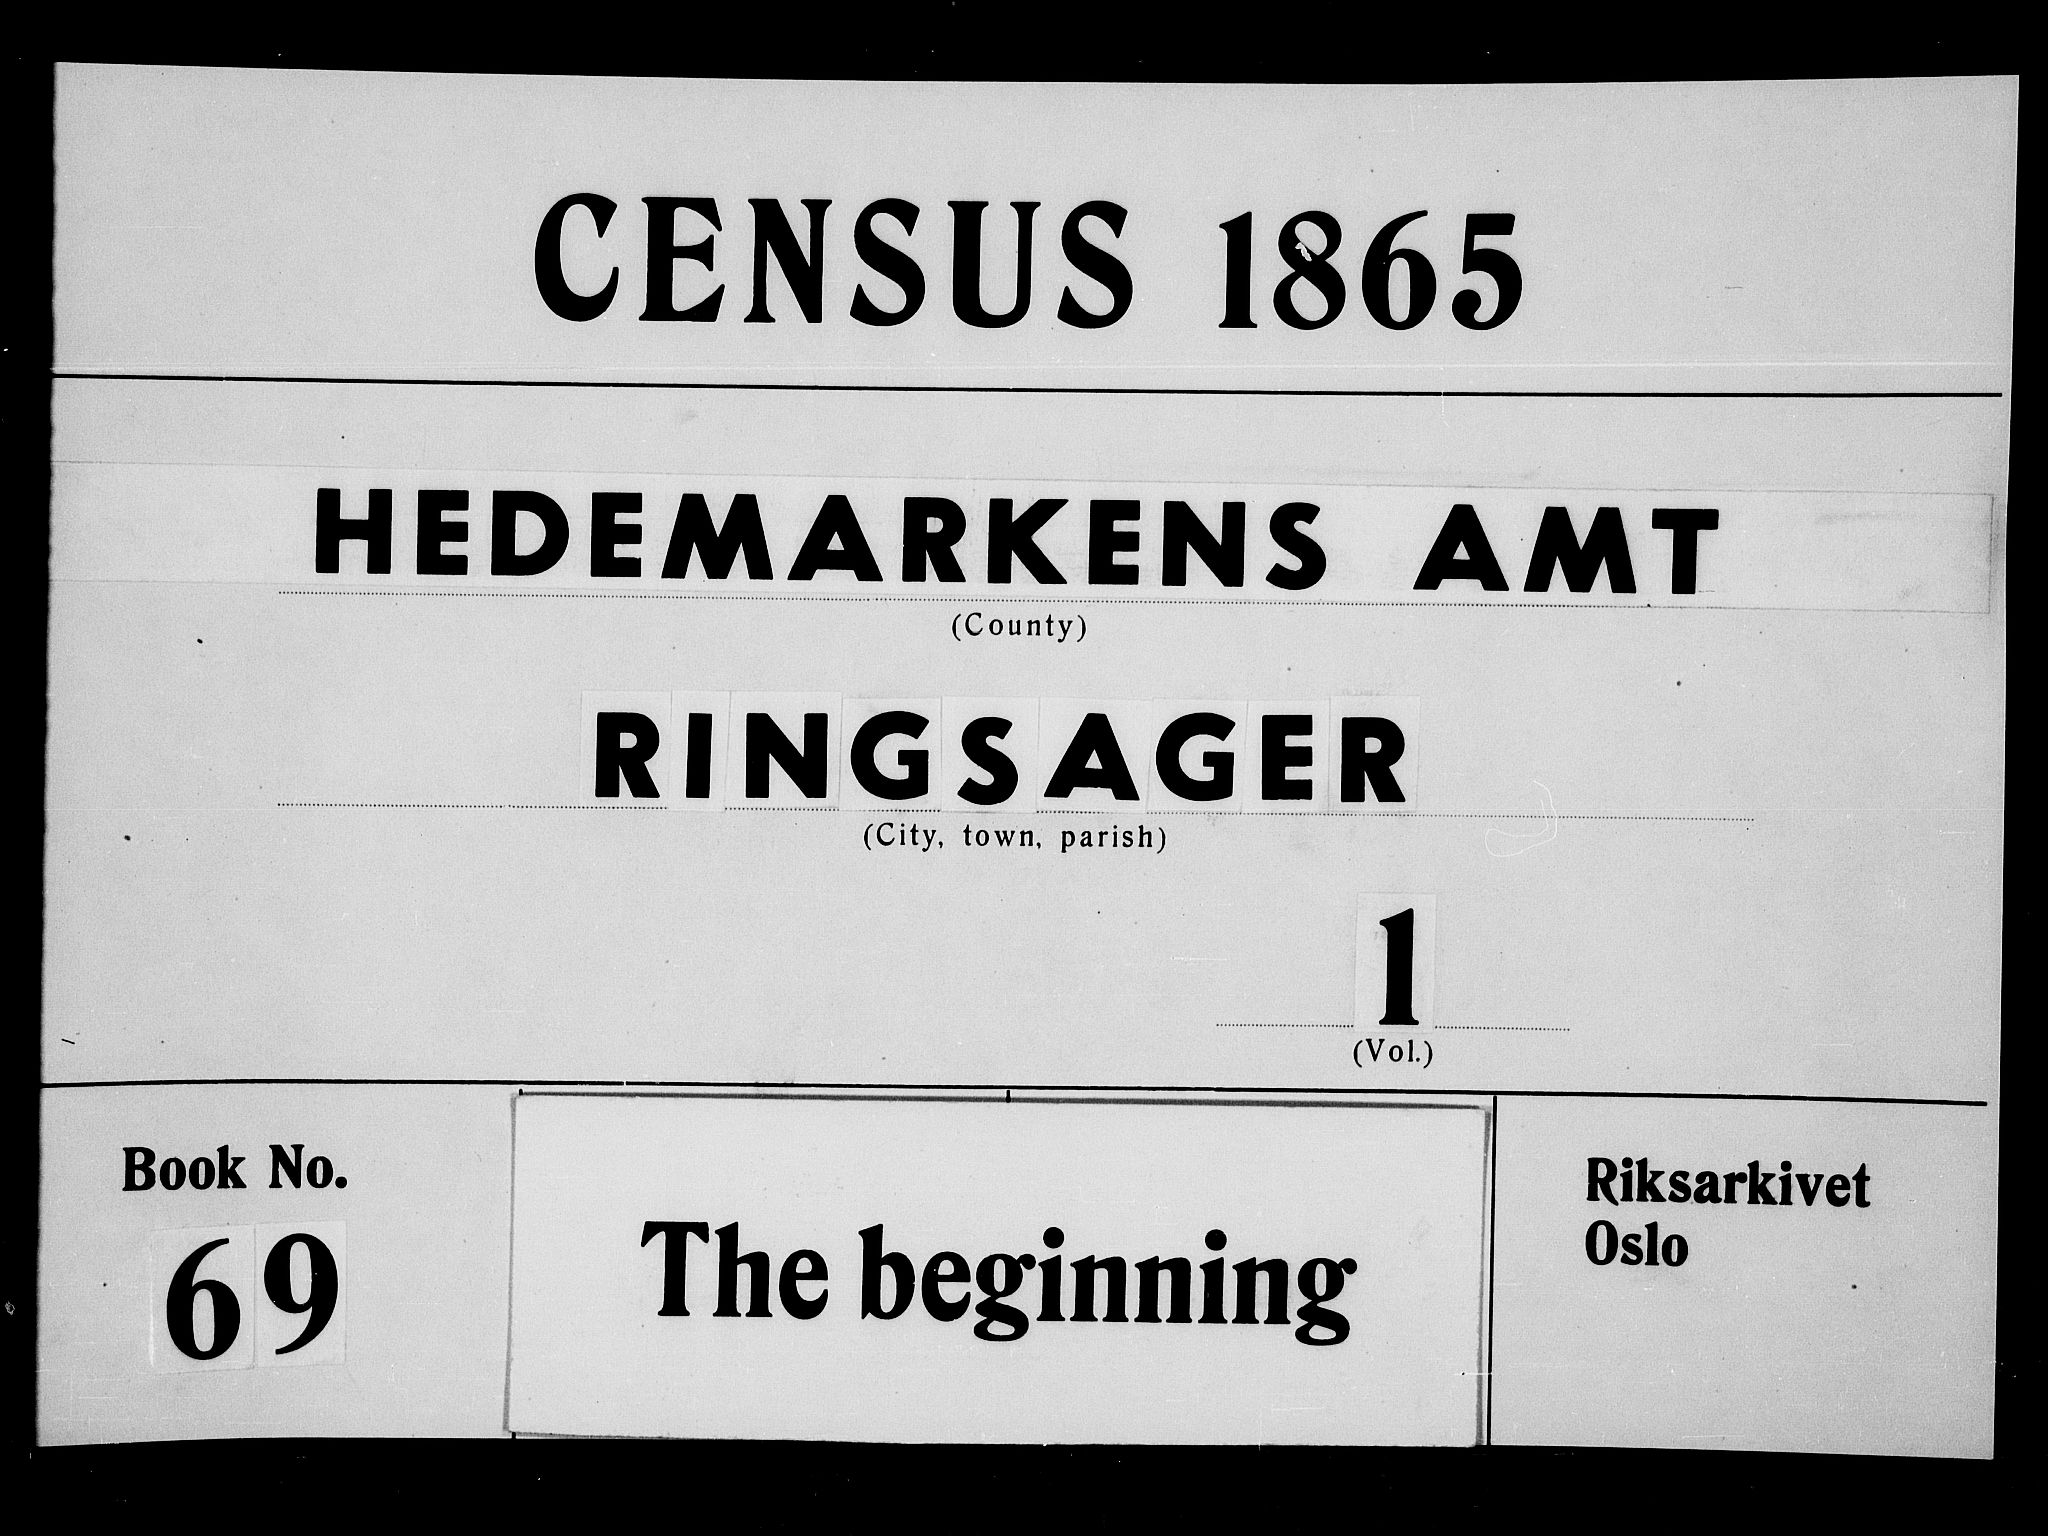 CENSUS 1865
HEDEMARKENS AMT
(County)
RINGSAGER
(City, town, parish)
1
(Vol.)
Book No.
69
The beginning
Riksarkivet
Oslo